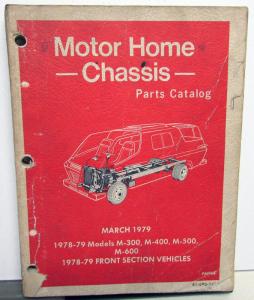 Motor Home
— Chassis —
Parts Catalog
MARCH 1979
1978-79 Models M-300, M-400, M-500,
M-600
1978-79 FRONT SECTION VEHICLES